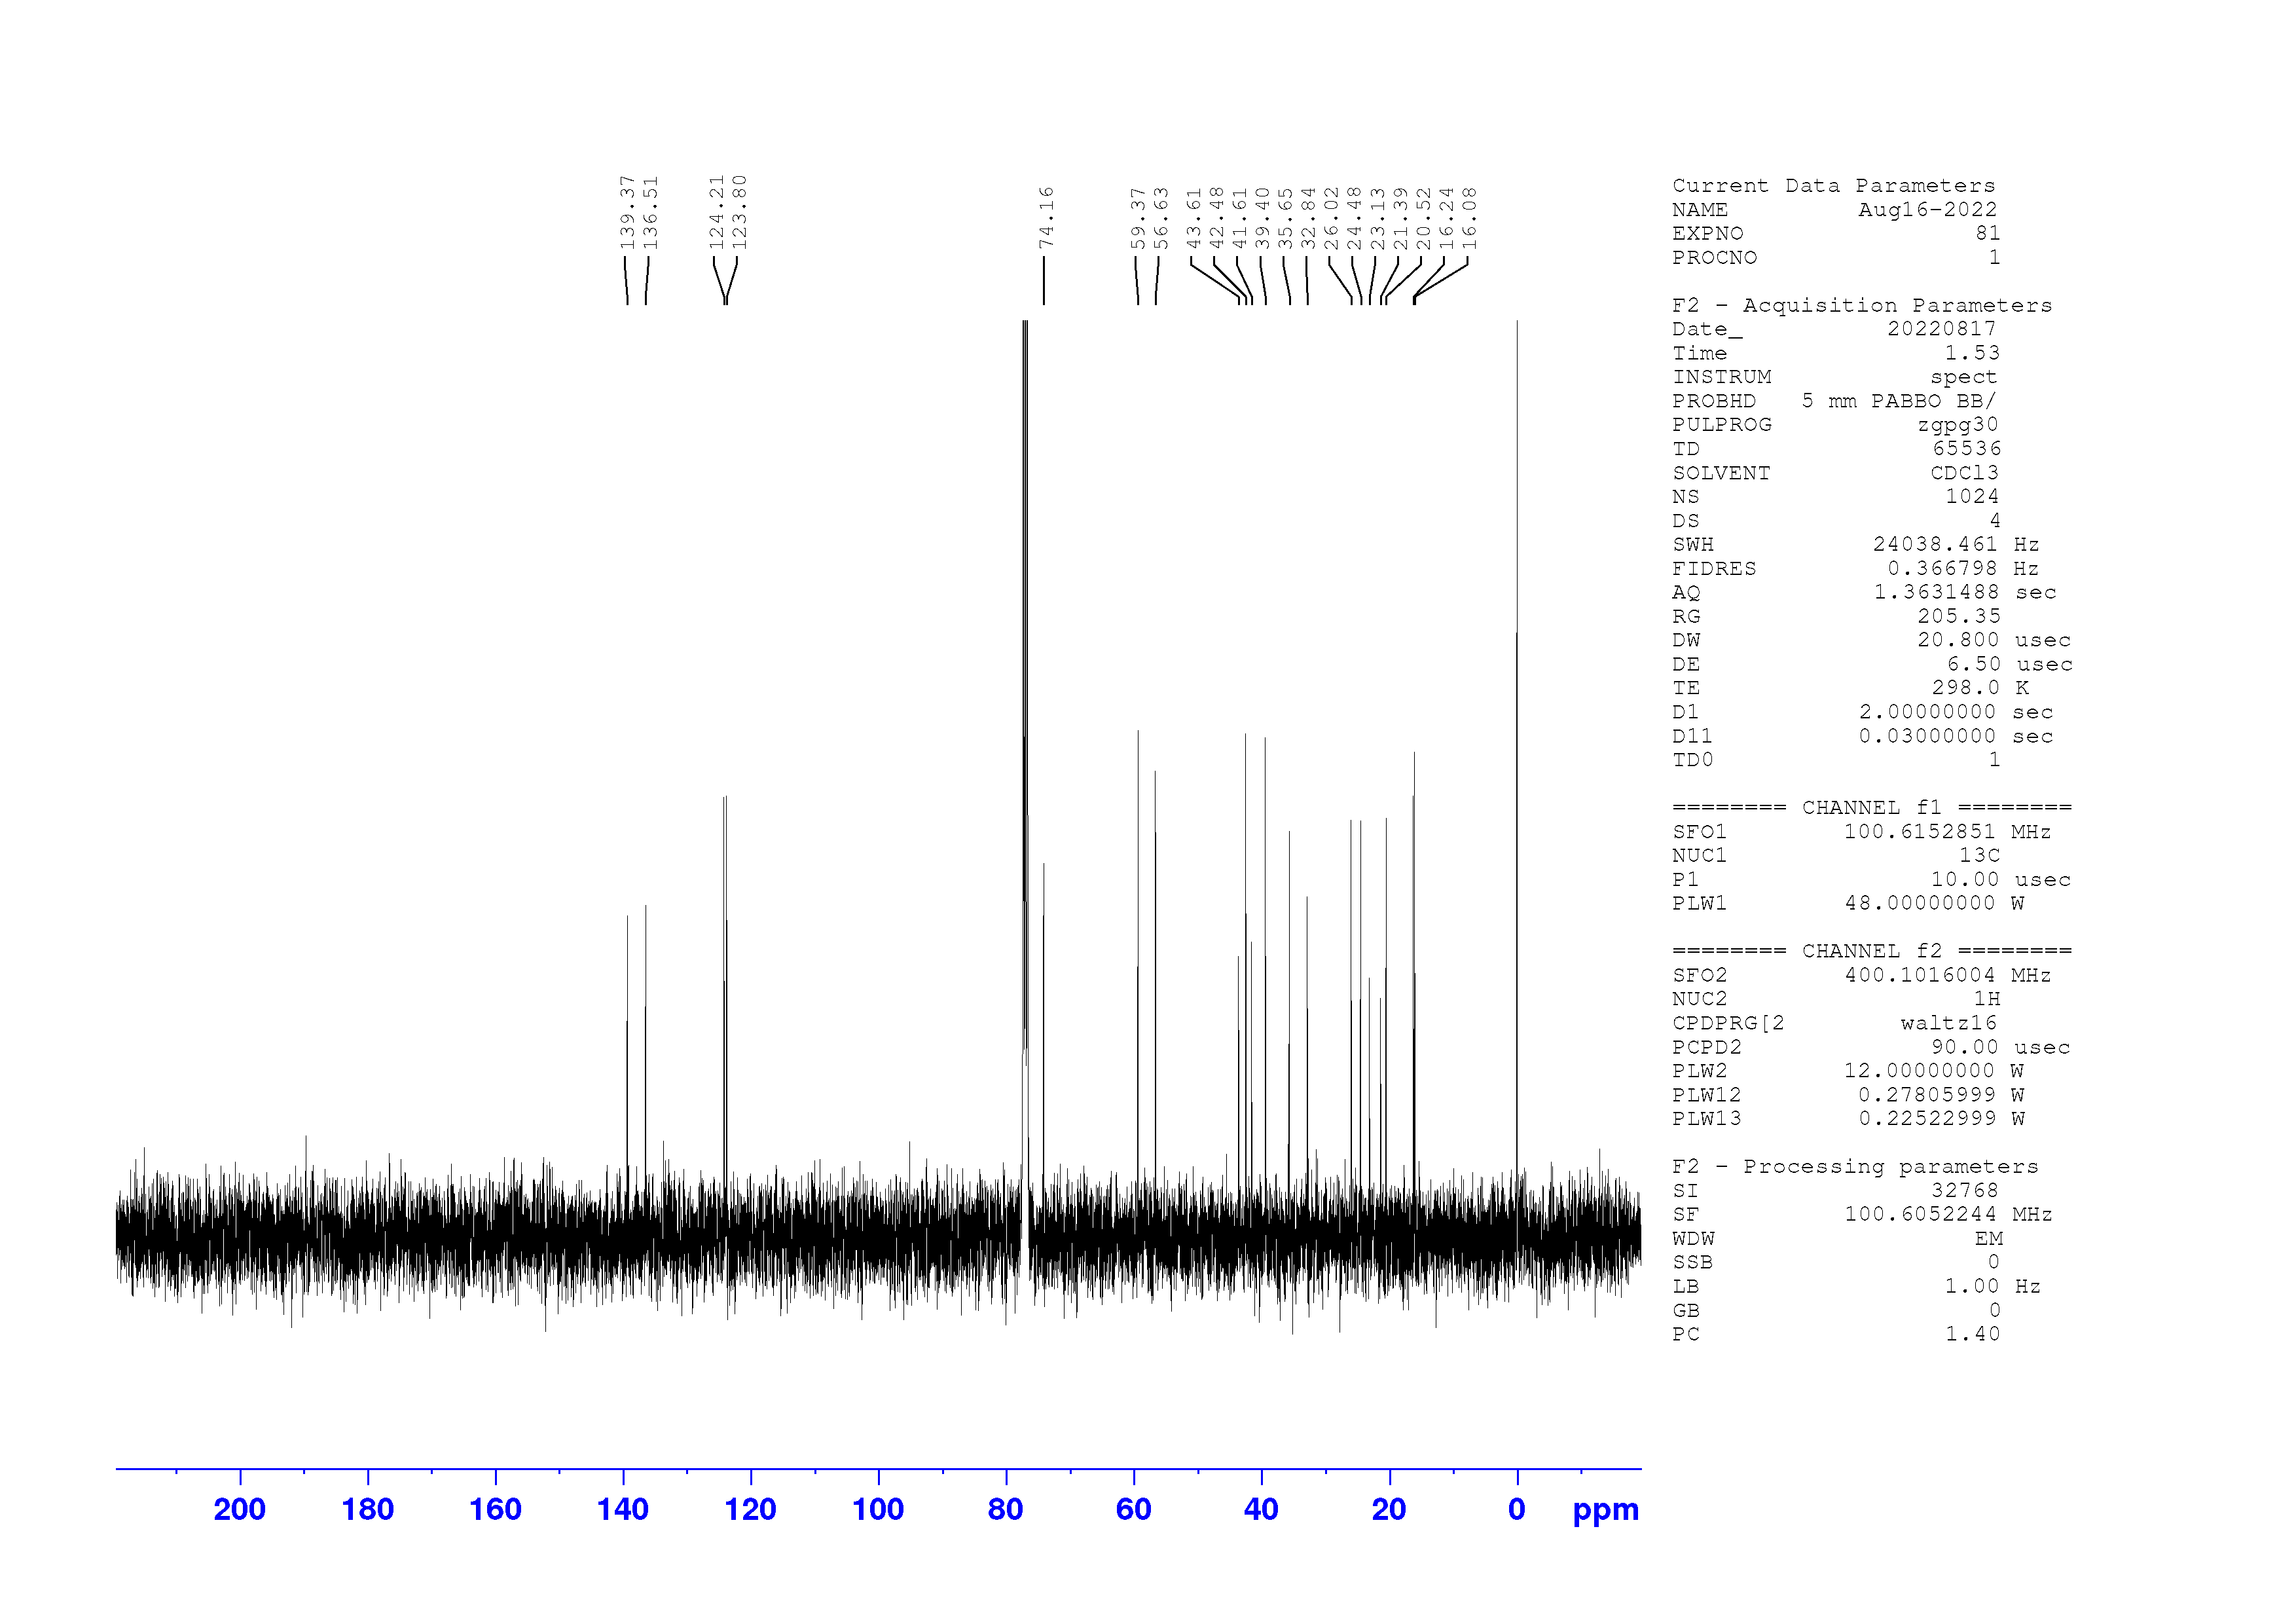 139.37
136.51
124.21
123.80
74.16
59.37
56.63
43.61
42.48
41.61
39.40
35.65
32.84
26.02
24.48
23.13
21.39
20.52
16.24
16.08
Current Data Parameters
NAME Aug16-2022
EXPNO 81
PROCNO 1
F2 - Acquisition Parameters
Date_ 20220817
Time 1.53
INSTRUM spect
PROBHD 5 mm PABBO BB/
PULPROG zgpg30
TD 65536
SOLVENT CDCl3
NS 1024
DS 4
SWH 24038.461 Hz
FIDRES 0.366798 Hz
AQ 1.3631488 sec
RG 205.35
DW 20.800 usec
DE 6.50 usec
TE 298.0 K
D1 2.00000000 sec
D11 0.03000000 sec
TD0 1
======== CHANNEL f1 ========
SFO1 100.6152851 MHz
NUC1 13C
P1 10.00 usec
PLW1 48.00000000 W
======== CHANNEL f2 ========
SFO2 400.1016004 MHz
NUC2 1H
CPDPRG[2 waltz16
PCPD2 90.00 usec
PLW2 12.00000000 W
PLW12 0.27805999 W
PLW13 0.22522999 W
F2 - Processing parameters
SI 32768
SF 100.6052244 MHz
WDW EM
SSB 0
LB 1.00 Hz
GB 0
PC 1.40
200 180 160 140 120 100 80 60 40 20 0 ppm